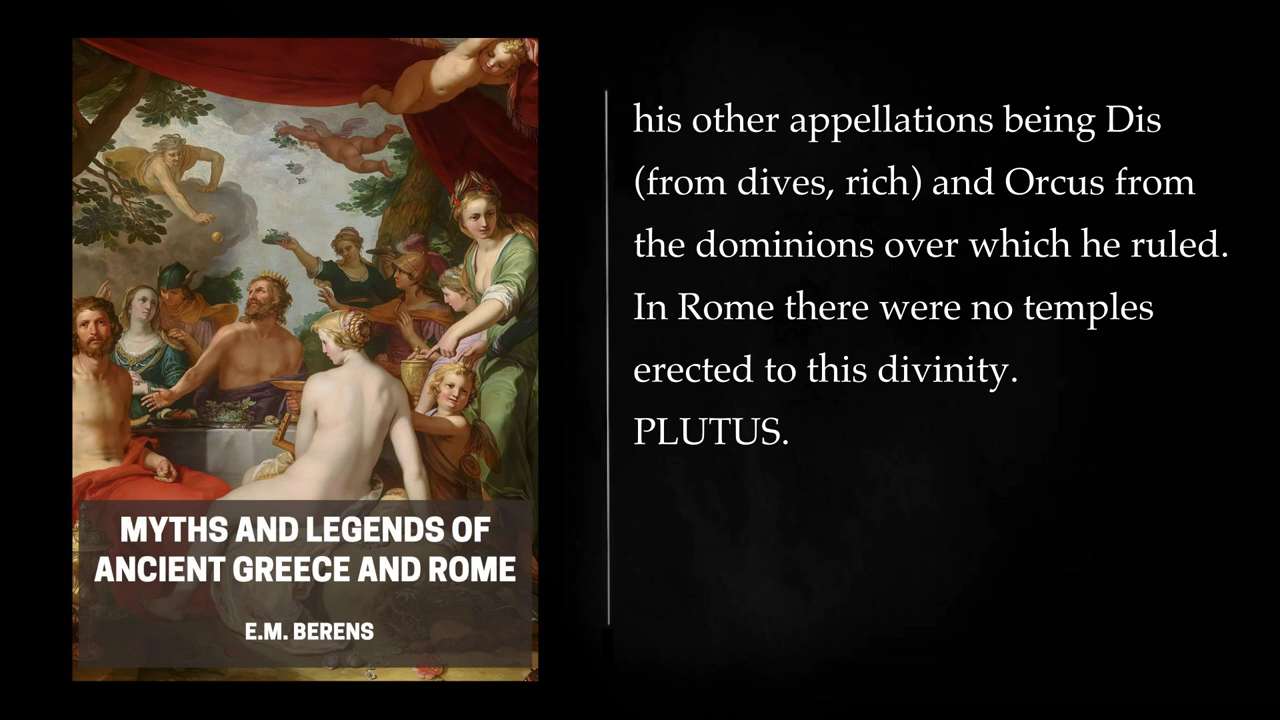 MYTHS AND LEGENDS OF
ANCIENT GREECE AND ROME
E.M. BERENS
his other appellations being Dis
(from dives, rich) and Orcus from
the dominions over which he ruled.
In Rome there were no temples
erected to this divinity.
PLUTUS.